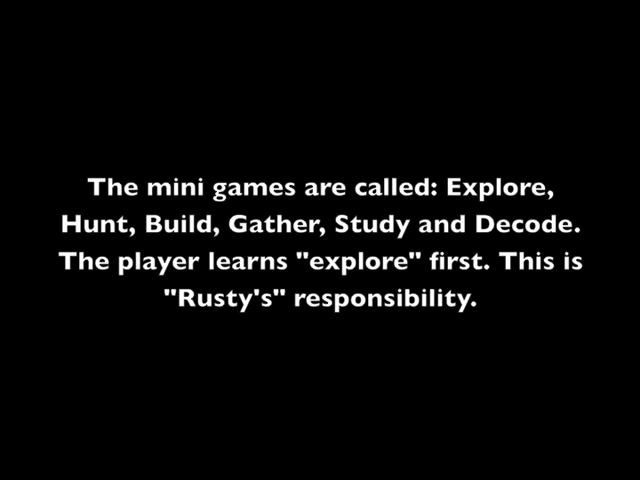 The mini games are called: Explore,
Hunt, Build, Gather, Study and Decode.
The player learns "explore" first. This is
"Rusty's" responsibility.